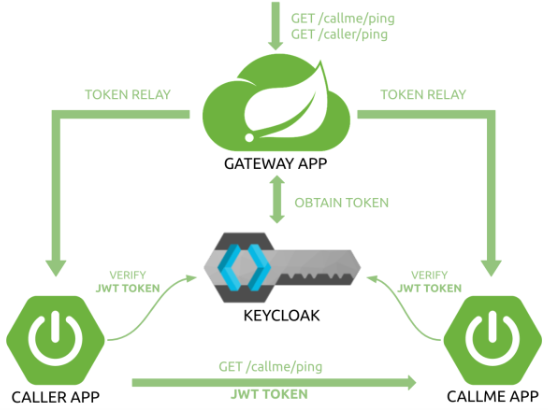 GET /callme/ping
GET /caller/ping
TOKEN RELAY
TOKEN RELAY
GATEWAY APP
OBTAIN TOKEN
VERIFY
JWT TOKEN
VERIFY
JWT TOKEN
KEYCLOAK
GET /callme/ping
JWT TOKEN
CALLER APP
CALLME APP